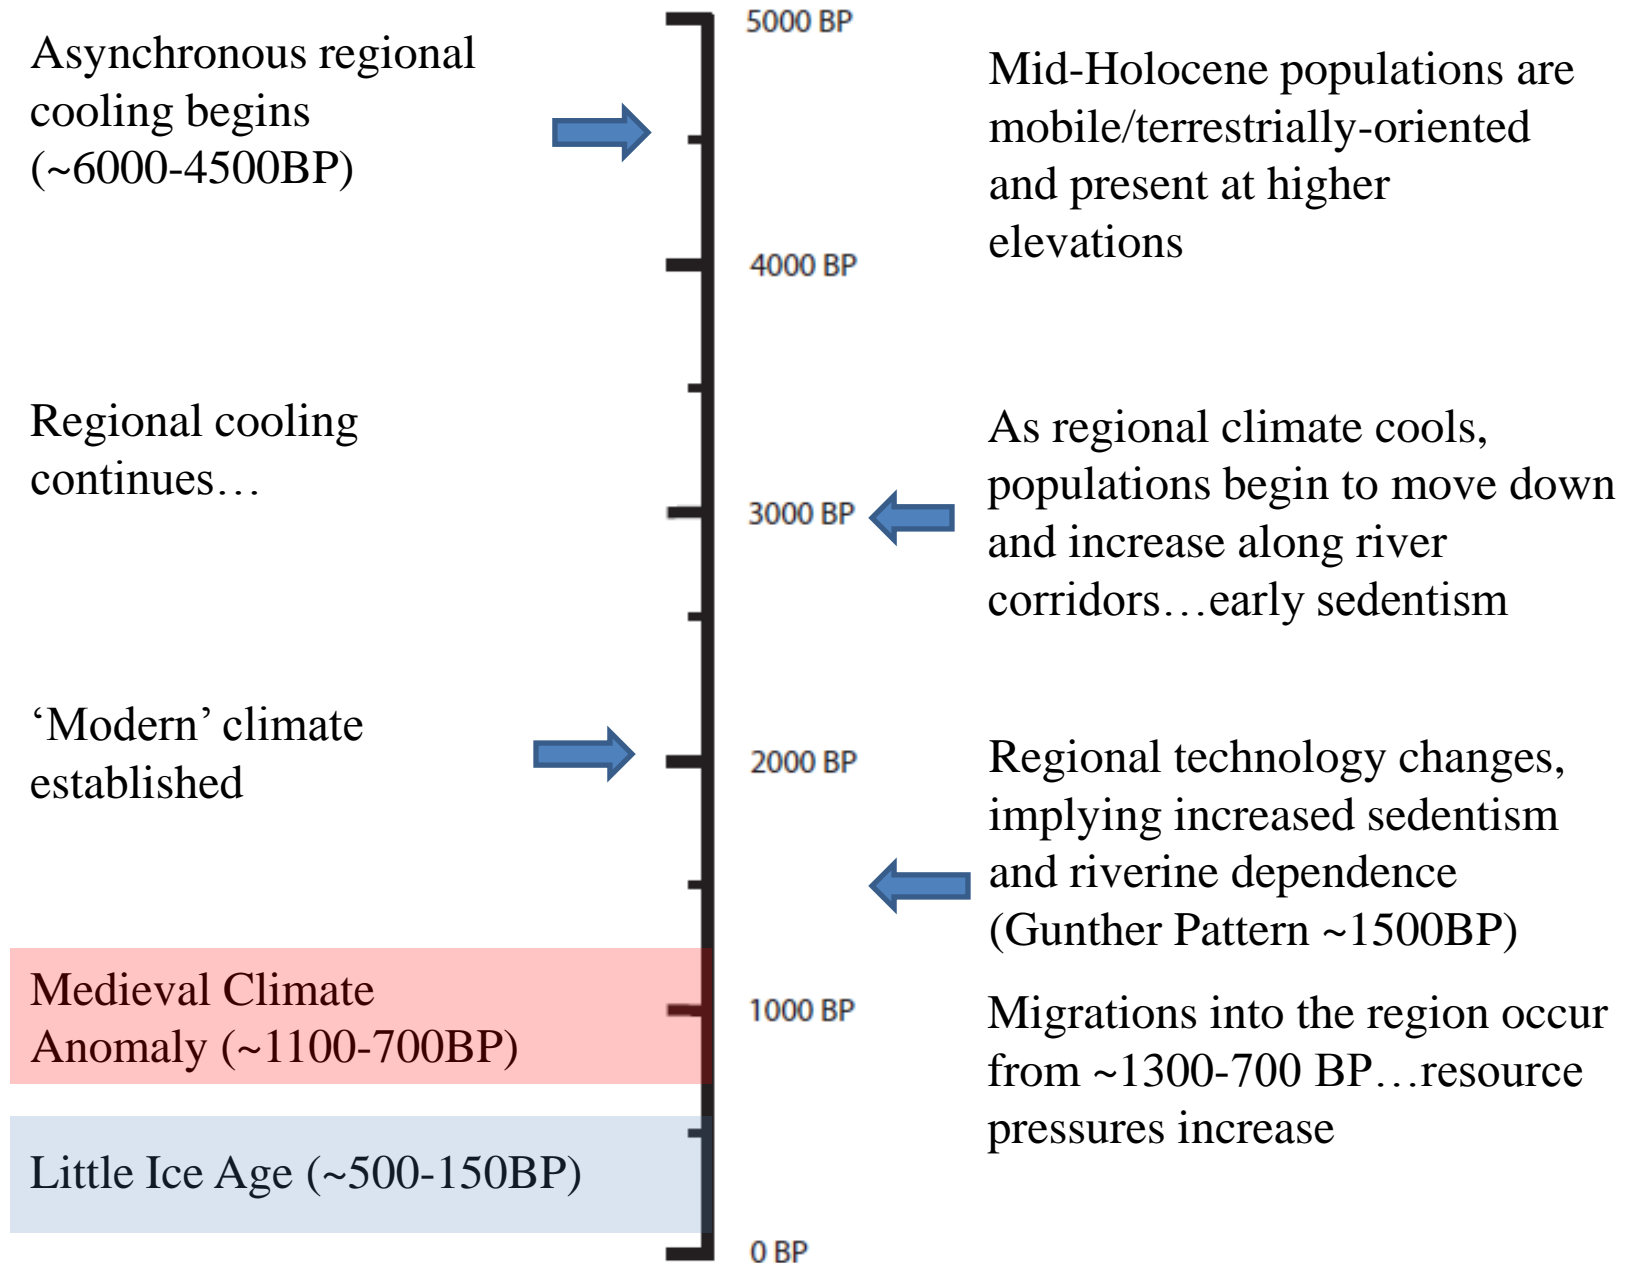 Asynchronous regional
cooling begins
(~6000-4500BP)
Regional cooling
continues…
‘Modern’ climate
established
Medieval Climate
Anomaly (~1100-700BP)
Little Ice Age (~500-150BP)
5000 BP
4000 BP
3000 BP
2000 BP
1000 BP
0 BP
Mid-Holocene populations are
mobile/terrestrially-oriented
and present at higher
elevations
As regional climate cools,
populations begin to move down
and increase along river
corridors…early sedentism
Regional technology changes,
implying increased sedentism
and riverine dependence
(Gunther Pattern ~1500BP)
Migrations into the region occur
from ~1300-700 BP…resource
pressures increase